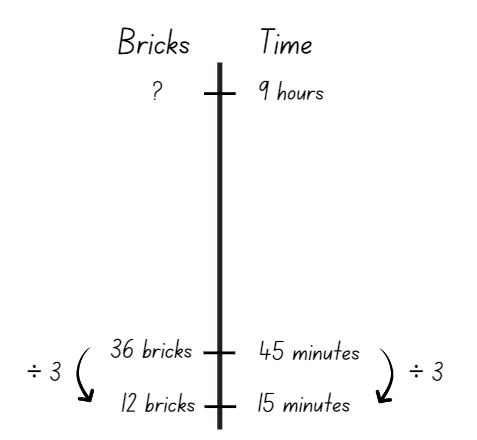 Bricks Time
? 9 hours
36 bricks 45 minutes
÷ 3 ÷ 3
12 bricks 15 minutes